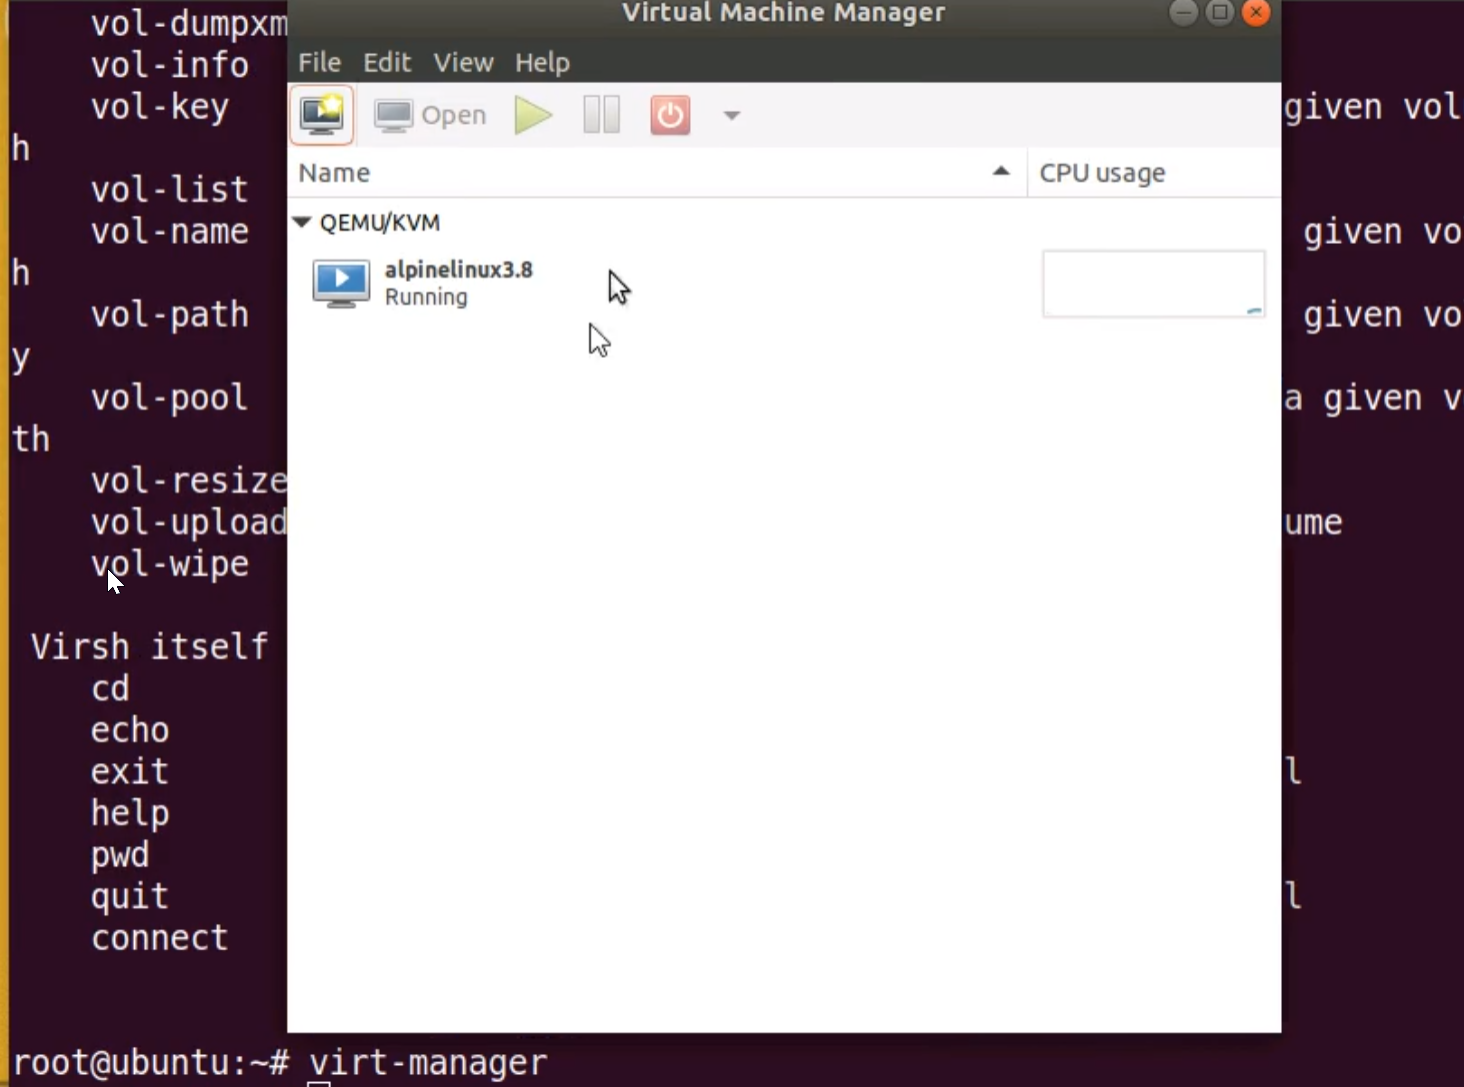 vol-dumpxm
vol-info
vol-key given vol
h
vol-list
vol-name given vo
h
vol-path given vo
y
vol-pool a given v
th
vol-resize
vol-upload ume
vol-wipe
Virsh itself
cd
echo
exit l
help
pwd
quit l
connect
root@ubuntu:~# virt-manager
Virtual Machine Manager
File Edit View Help
Open
Name CPU usage
QEMU/KVM
alpinelinux3.8
Running